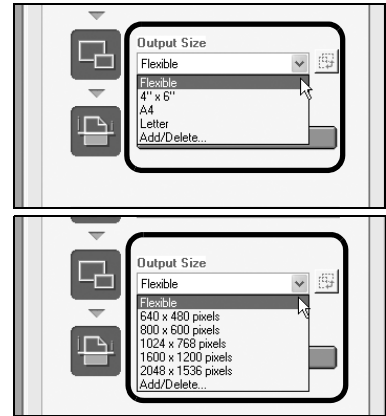 Output Size
Flexible
Flexible
4" x 6"
A4
Letter
Add/Delete...
Output Size
Flexible
Flexible
640 x 480 pixels
800 x 600 pixels
1024 x 768 pixels
1600 x 1200 pixels
2048 x 1536 pixels
Add/Delete...